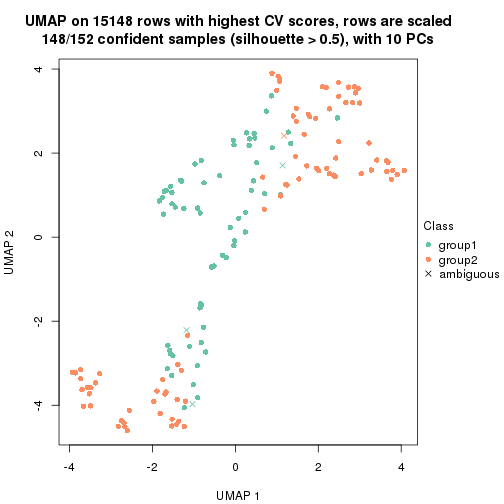 UMAP on 15148 rows with highest CV scores, rows are scaled
148/152 confident samples (silhouette > 0.5), with 10 PCs
4
2
0
-2
-4
UMAP 2
-4
-2
0
2
4
UMAP 1
Class
group1
group2
ambiguous